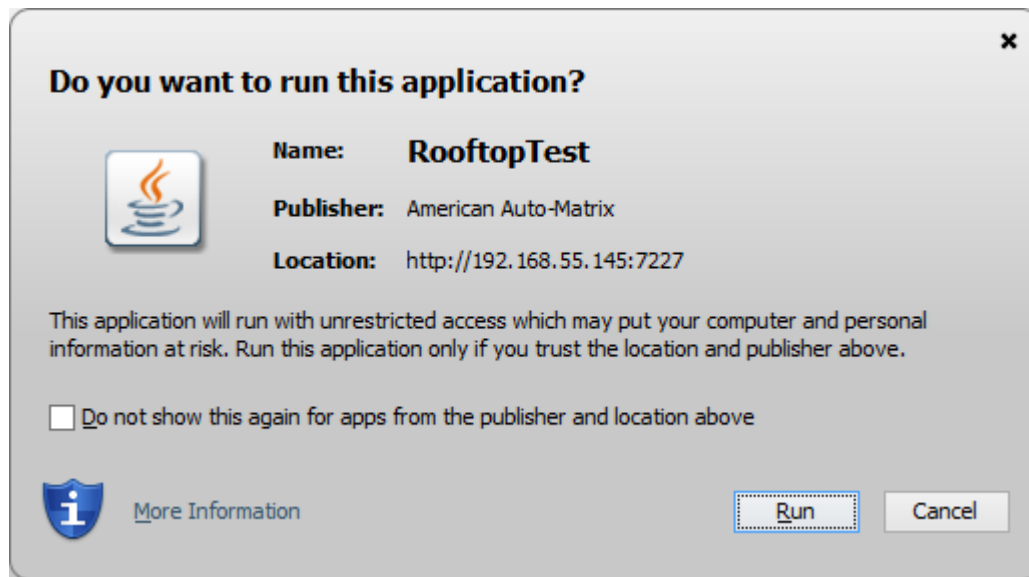 Do you want to run this application?
Name: RooftopTest
Publisher: American Auto-Matrix
Location: http://192.168.55.145:7227
This application will run with unrestricted access which may put your computer and personal
information at risk. Run this application only if you trust the location and publisher above.
Do not show this again for apps from the publisher and location above
More Information
Run
Cancel